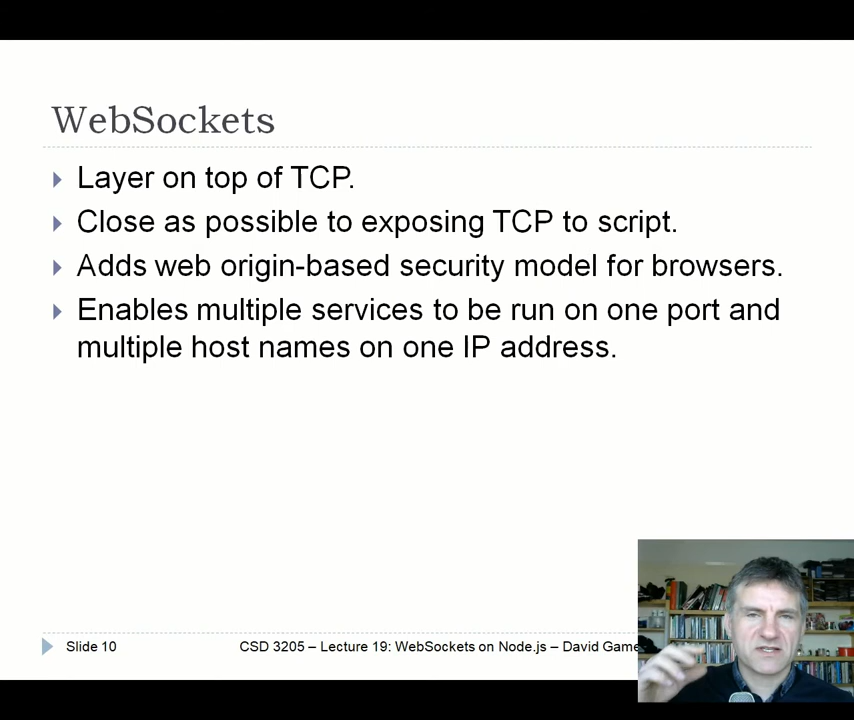 WebSockets
Layer on top of TCP.
Close as possible to exposing TCP to script.
Adds web origin-based security model for browsers.
Enables multiple services to be run on one port and
multiple host names on one IP address.
Slide 10
CSD 3205 – Lecture 19: WebSockets on Node.js – David Game